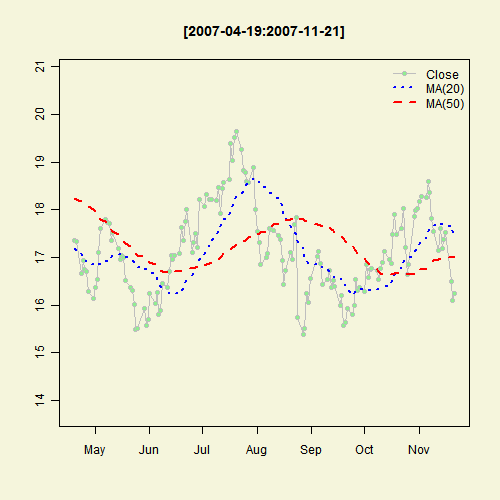 [2007-04-19:2007-11-21]
Close
MA(20)
MA(50)
21
20
19
18
17
16
15
14
May Jun Jul Aug Sep Oct Nov